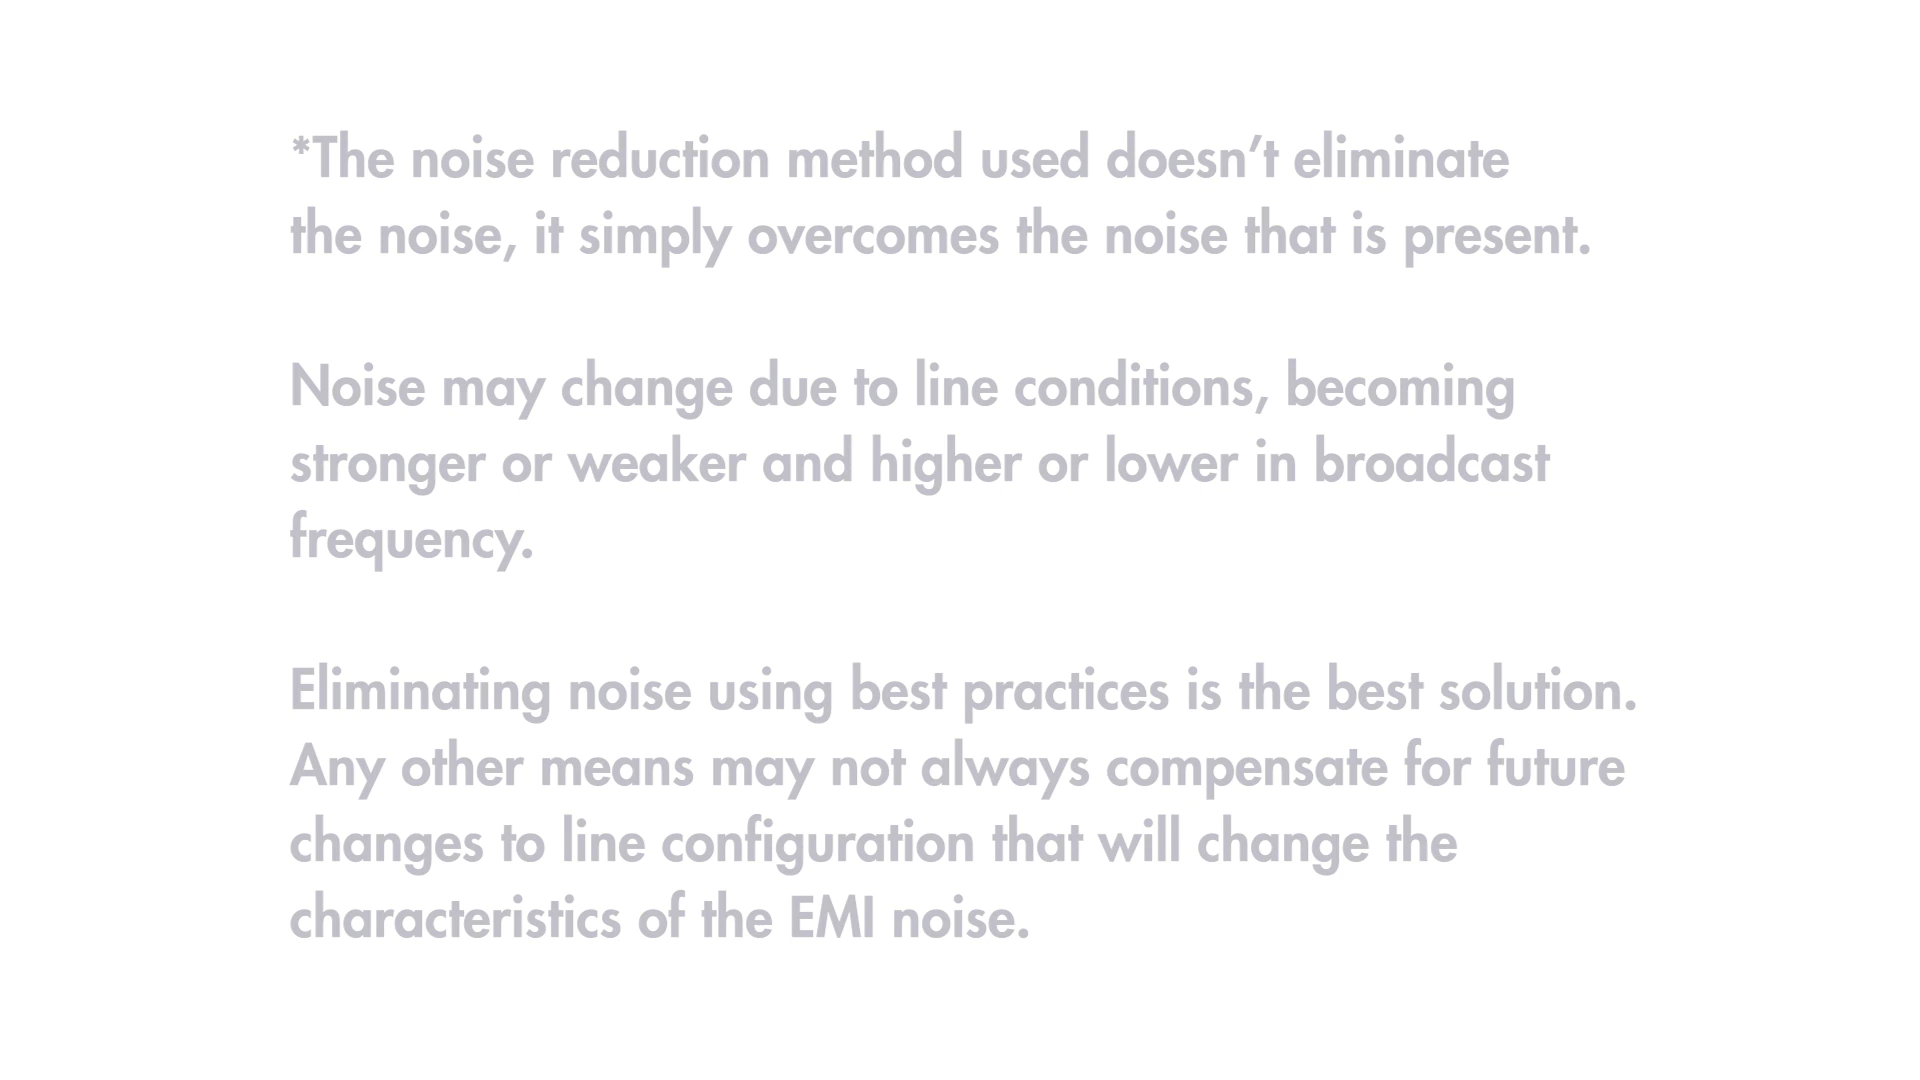 *The noise reduction method used doesn’t eliminate
the noise, it simply overcomes the noise that is present.
Noise may change due to line conditions, becoming
stronger or weaker and higher or lower in broadcast
frequency.
Eliminating noise using best practices is the best solution.
Any other means may not always compensate for future
changes to line configuration that will change the
characteristics of the EMI noise.